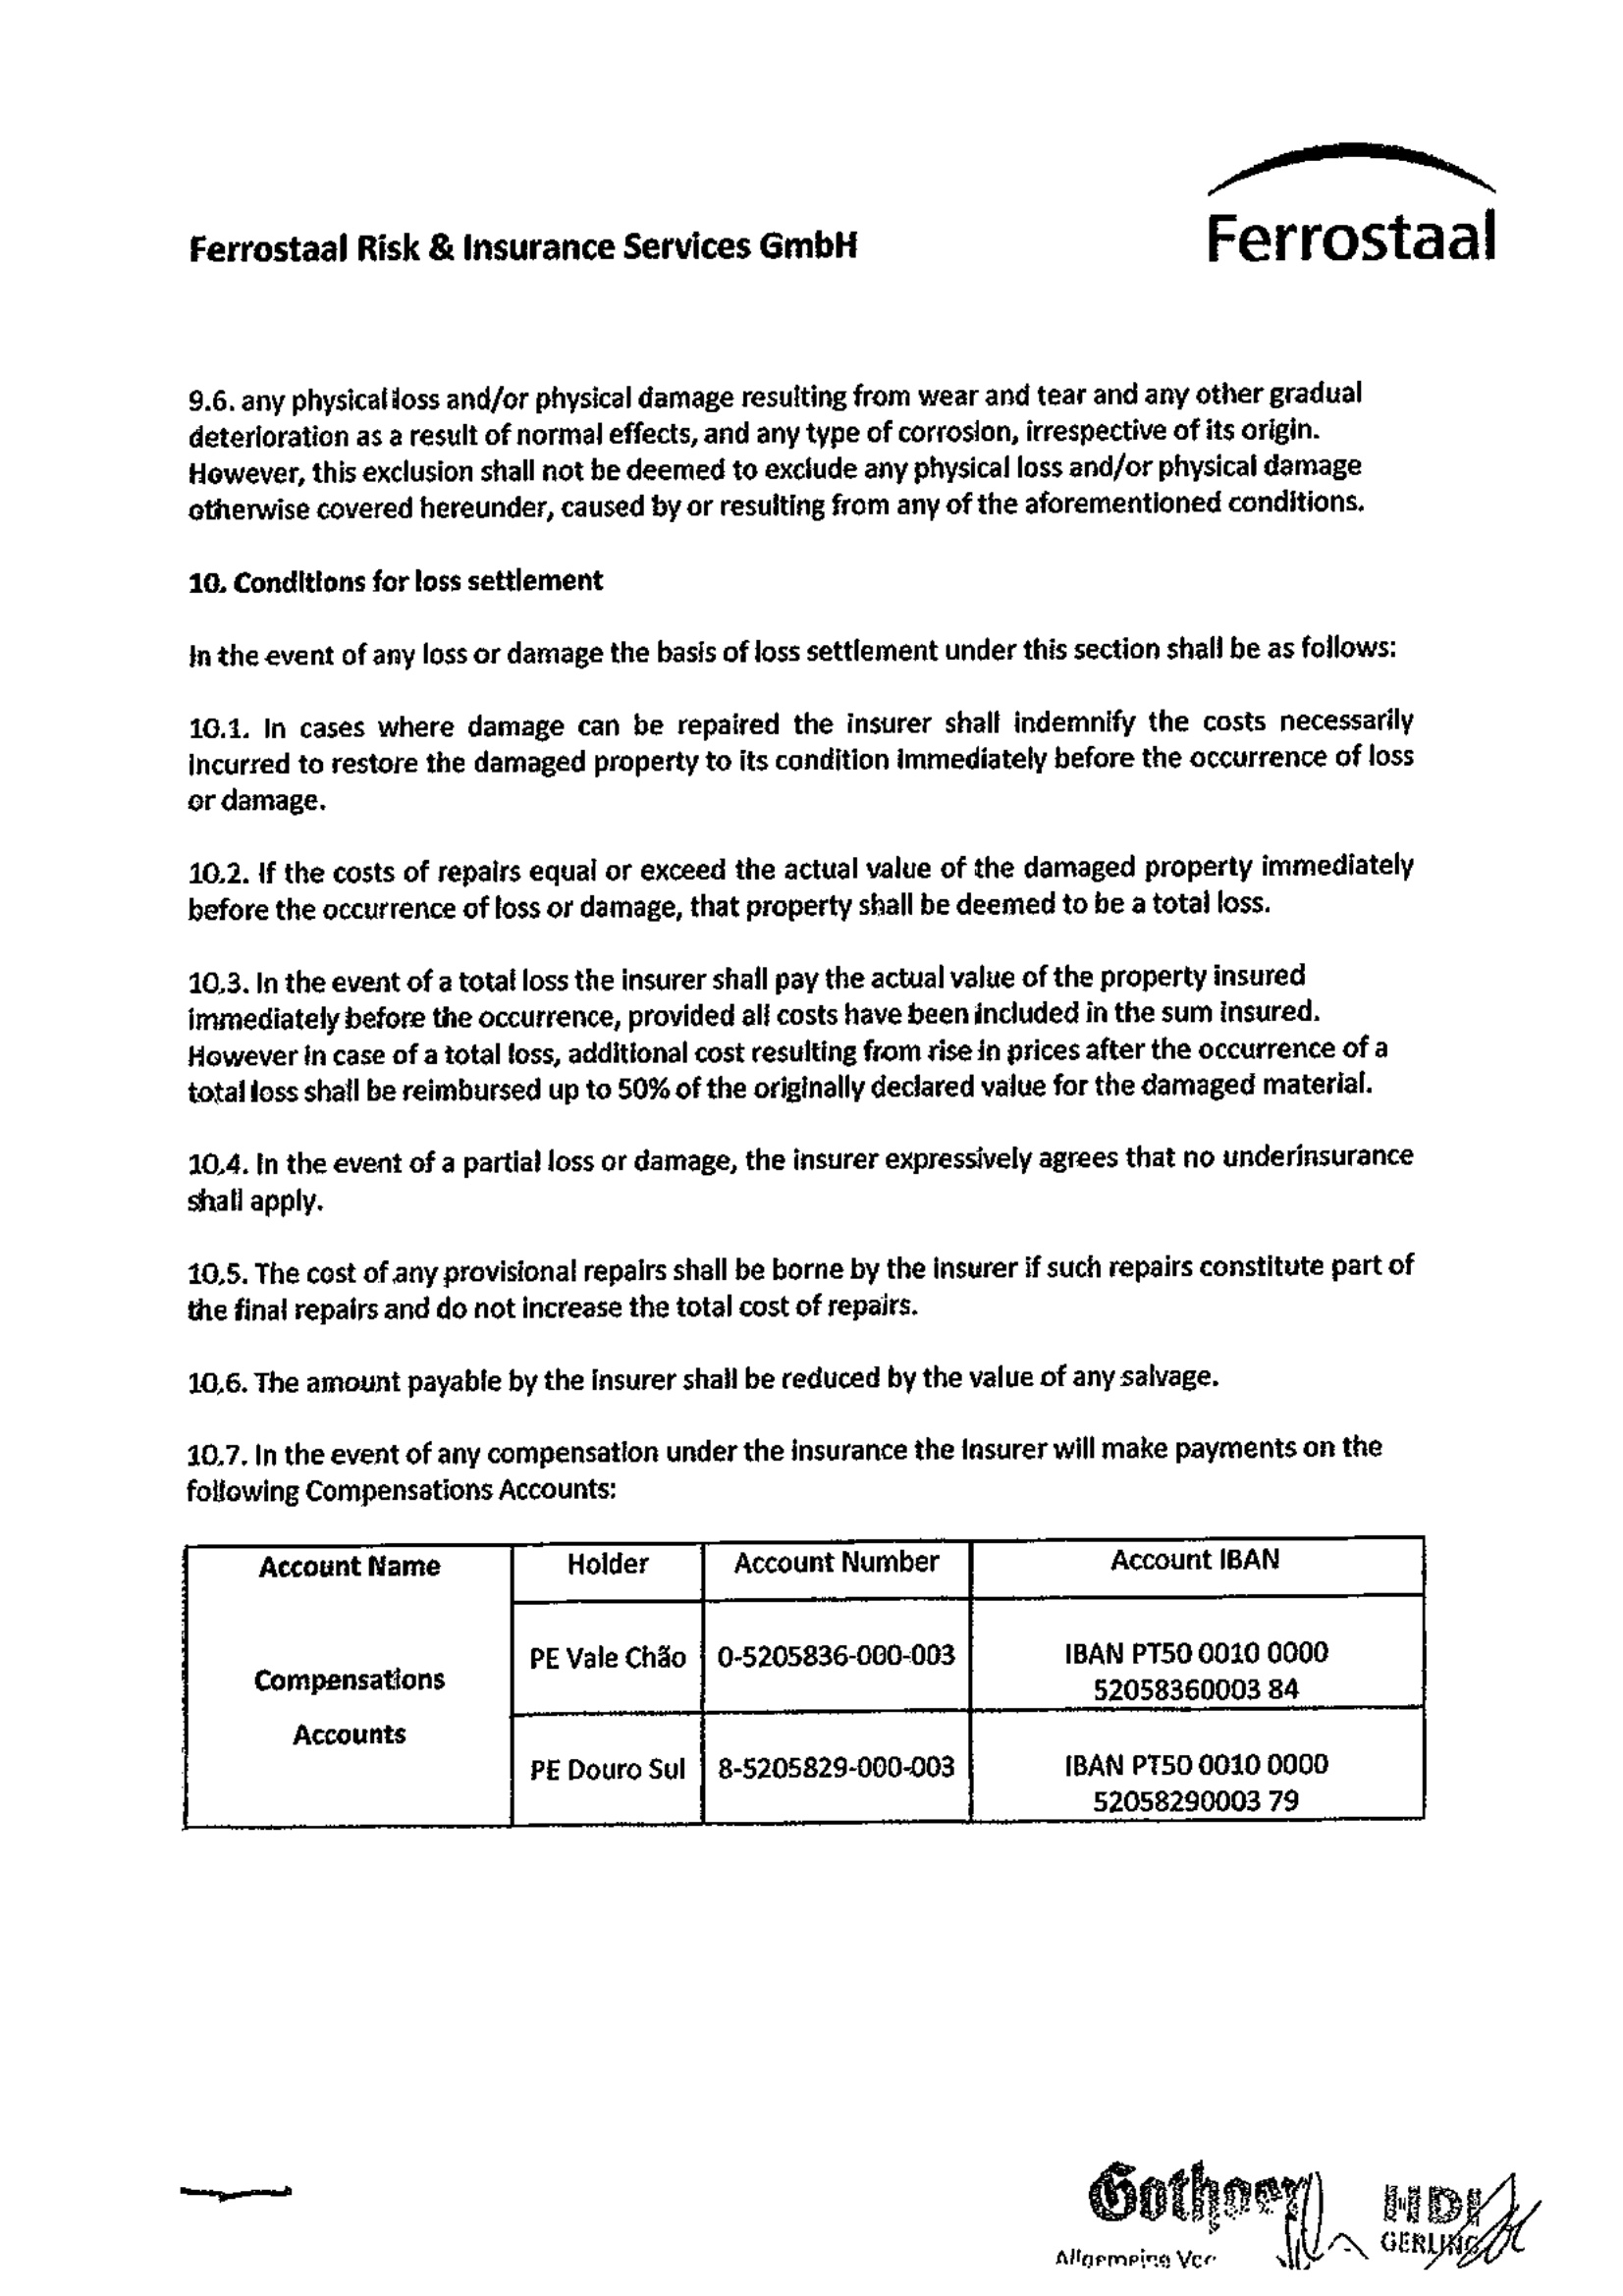 Ferrostaal
Ferrostaal Risk & Insurance Services GmbH
9.6. any physical loss and/or physical damage resulting from wear and tear and any other gradual
deterioration as a result of normal effects, and any type of corrosion, irrespective of its origin.
However, this exclusion shall not be deemed to exclude any physical loss and/or physical damage
otherwise covered hereunder, caused by or resulting from any of the aforementioned conditions.
10. Conditions for loss settlement
In the event of any loss or damage the basis of loss settlement under this section shall be as follows:
10.1. In cases where damage can be repaired the insurer shall indemnify the costs necessarily
incurred to restore the damaged property to its condition immediately before the occurrence of loss
or damage.
10.2. If the costs of repairs equal or exceed the actual value of the damaged property immediately
before the occurrence of loss or damage, that property shall be deemed to be a total loss.
10.3. In the event of a total loss the insurer shall pay the actual value of the property insured
immediately before the occurrence, provided all costs have been included in the sum insured.
However in case of a total loss, additional cost resulting from rise in prices after the occurrence of a
total loss shall be reimbursed up to 50% of the originally declared value for the damaged material.
10.4. In the event of a partial loss or damage, the insurer expressively agrees that no underinsurance
shall apply.
10.5. The cost of any provisional repairs shall be borne by the insurer if such repairs constitute part of
the final repairs and do not increase the total cost of repairs.
10.6. The amount payable by the insurer shall be reduced by the value of any salvage.
10.7. In the event of any compensation under the insurance the insurer will make payments on the
following Compensations Accounts:
Account Name Holder Account Number Account IBAN
Compensations
Accounts
PE Vale Chão 0-5205836-000-003 IBAN PT50 0010 0000
52058360003 84
PE Douro Sul 8-5205829-000-003 IBAN PT50 0010 0000
52058290003 79
Gothaer HDI
GERLING
Allgemeine Ver